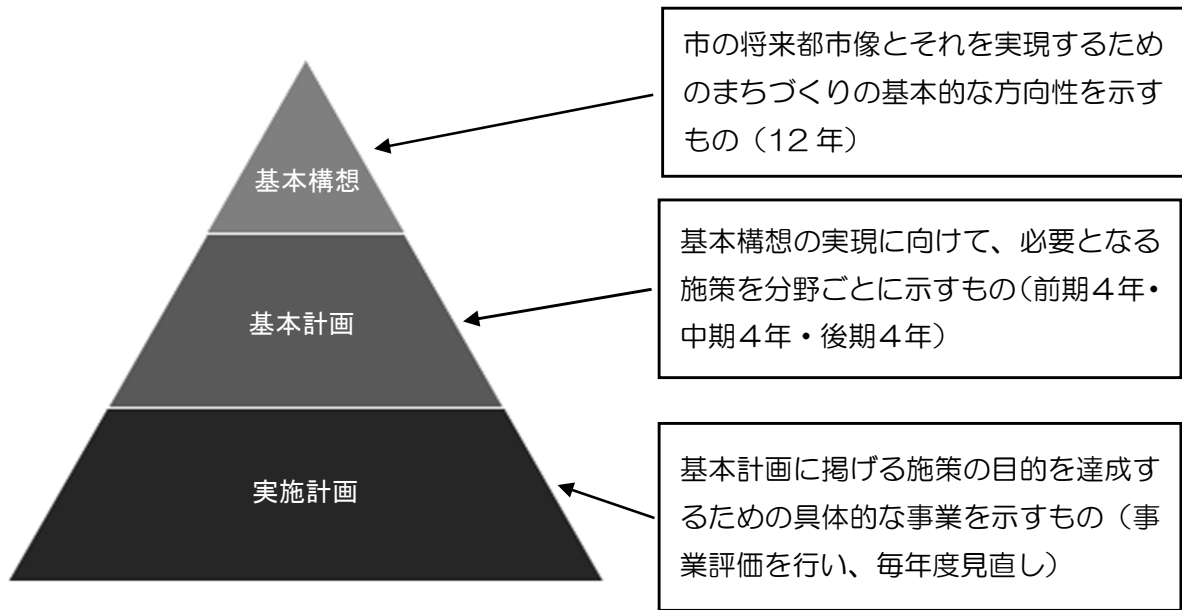 市の将来都市像とそれを実現するため
のまちづくりの基本的な方向性を示す
もの（12 年）
基本構想
基本構想の実現に向けて、必要となる
施策を分野ごとに示すもの（前期４年・
中期４年・後期４年）
基本計画
基本計画に掲げる施策の目的を達成す
るための具体的な事業を示すもの（事
業評価を行い、毎年度見直し）
実施計画